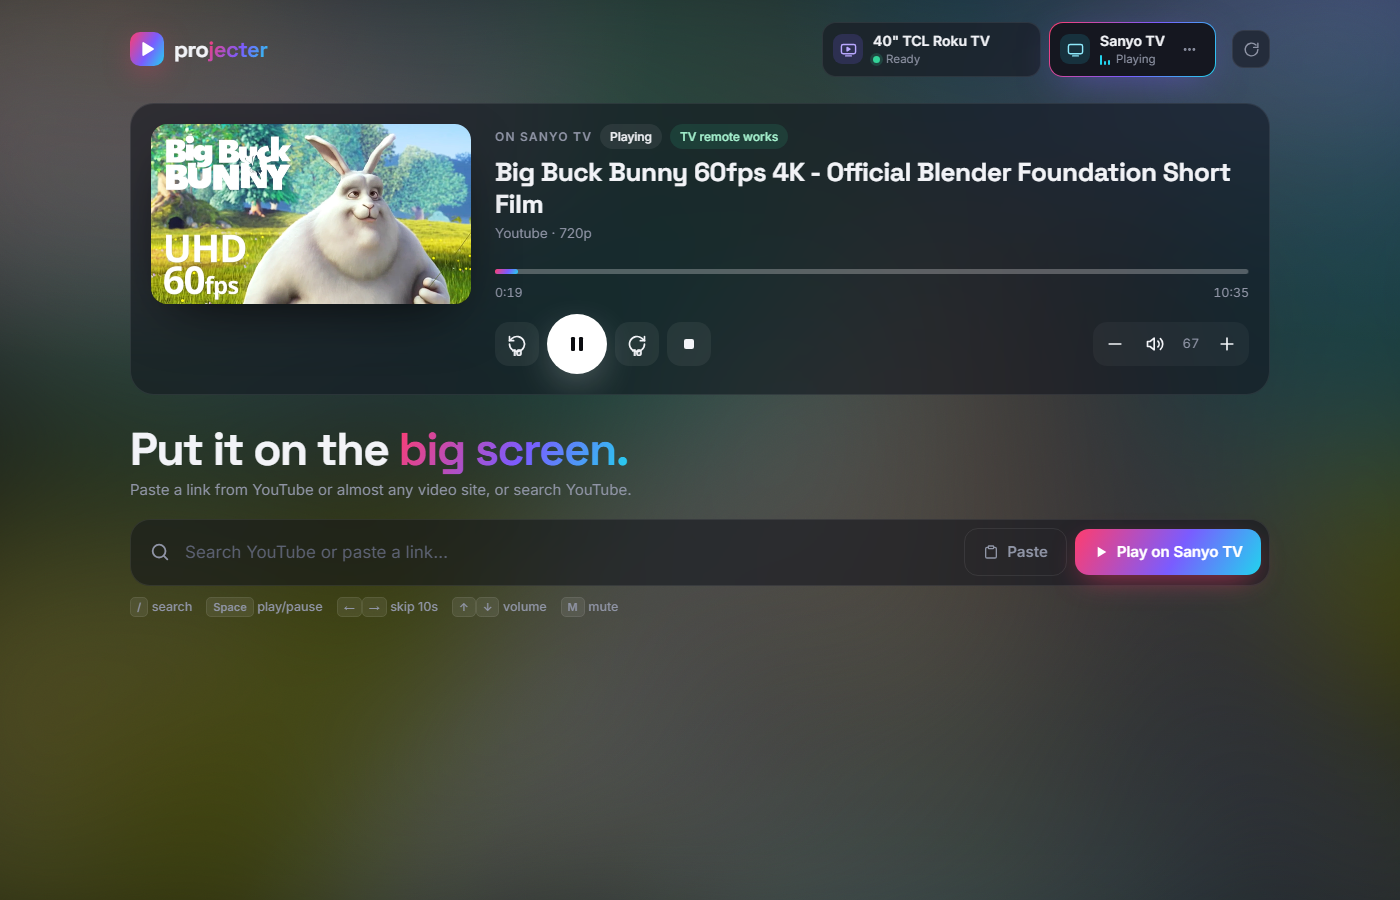 projecter
40" TCL Roku TV
Ready
Sanyo TV
Playing
Big Buck
BUNNY
UHD
60fps
ON SANYO TV Playing TV remote works
Big Buck Bunny 60fps 4K - Official Blender Foundation Short
Film
Youtube · 720p
0:19 10:35
10 10 67
Put it on the big screen.
Paste a link from YouTube or almost any video site, or search YouTube.
Search YouTube or paste a link... Paste Play on Sanyo TV
/ search Space play/pause ← → skip 10s ↑ ↓ volume M mute